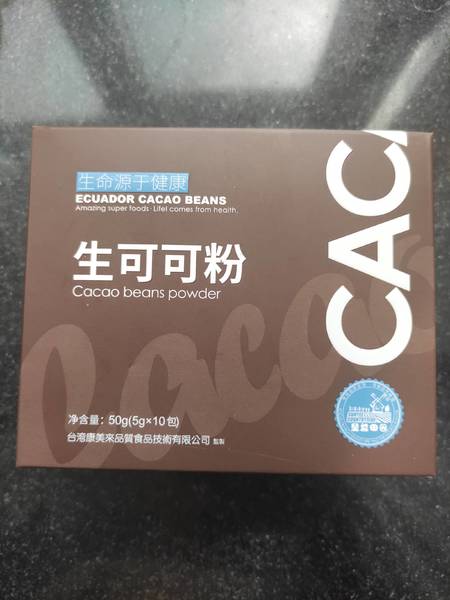 生命源于健康
ECUADOR CACAO BEANS
Amazing super foods·Life! comes from health.
生可可粉
Cacao beans powder
CACA
Cacao
净含量：50g(5g×10包)
台湾康美來品質食品技術有限公司 監製